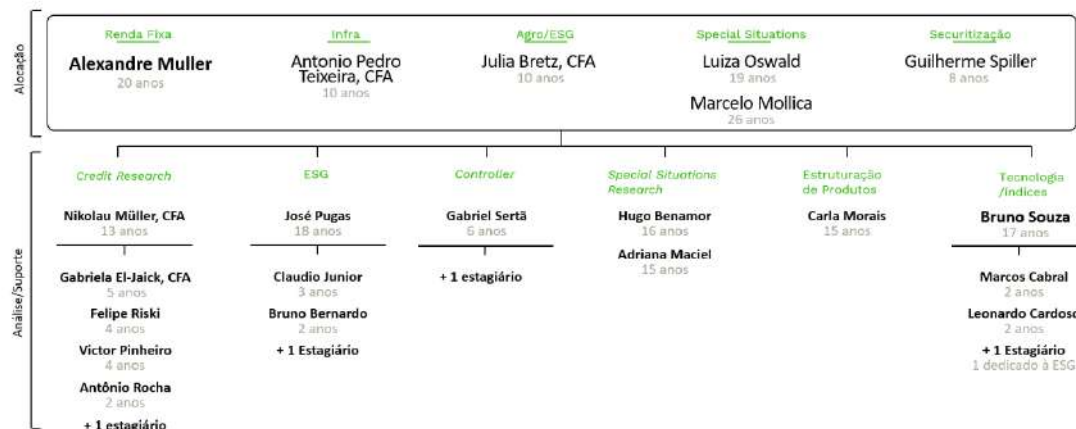 Alocação
Renda Fixa
Alexandre Muller
20 anos
Infra
Antonio Pedro
Teixeira, CFA
10 anos
Agro/ESG
Julia Bretz, CFA
10 anos
Special Situations
Luiza Oswald
19 anos
Marcelo Mollica
26 anos
Securitização
Guilherme Spiller
8 anos
Análise/Suporte
Credit Research
Nikolau Müller, CFA
13 anos
Gabriela El-Jaick, CFA
5 anos
Felipe Riski
4 anos
Victor Pinheiro
4 anos
Antônio Rocha
2 anos
+ 1 estagiário
ESG
José Pugas
18 anos
Claudio Junior
3 anos
Bruno Bernardo
2 anos
+ 1 Estagiário
Controller
Gabriel Sertã
6 anos
+ 1 estagiário
Special Situations
Research
Hugo Benamor
16 anos
Adriana Maciel
15 anos
Estruturação
de Produtos
Carla Morais
15 anos
Tecnologia
/índices
Bruno Souza
17 anos
Marcos Cabral
2 anos
Leonardo Cardoso
2 anos
+ 1 Estagiário
1 dedicado à ESG